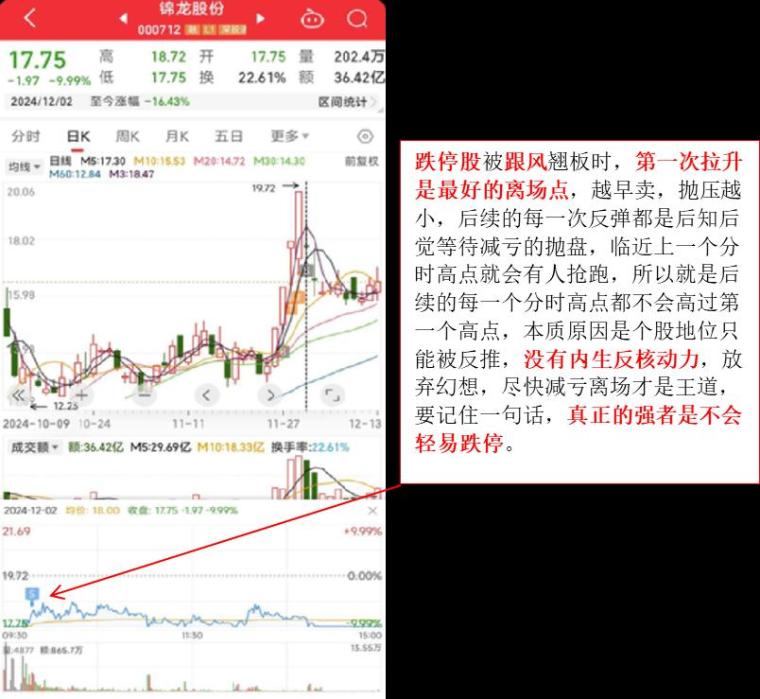 锦龙股份
000712 融 L1 深股通
17.75 高 18.72 开 17.75 量 202.4万
-1.97 -9.99% 低 17.75 换 22.61% 额 36.42亿
2024/12/02 至今涨幅 -16.43% 区间统计
分时 日K 周K 月K 五日 更多
均线 日线 M5:17.30 M10:15.53 M20:14.72 M30:14.30 前复权
M60:12.84 M3:18.47
20.06
19.72
18.02
15.98
12.25
2024-10-09 10-24 11-11 11-27 12-13
成交额 额:36.42亿 M5:29.69亿 M10:18.33亿 换手率:22.61%
2024-12-02 均价: 18.00 收盘: 17.75 -1.97 -9.99%
21.69 +9.99%
19.72 0.00%
S
17.75 -9.99%
09:30 11:30 15:00
量:4877 额:865.7万 13.55万
跌停股被跟风翘板时，第一次拉升
是最好的离场点，越早卖，抛压越
小，后续的每一次反弹都是后知后
觉等待减亏的抛盘，临近上一个分
时高点就会有人抢跑，所以就是后
续的每一个分时高点都不会高过第
一个高点，本质原因是个股地位只
能被反推，没有内生反核动力，放
弃幻想，尽快减亏离场才是王道，
要记住一句话，真正的强者是不会
轻易跌停。